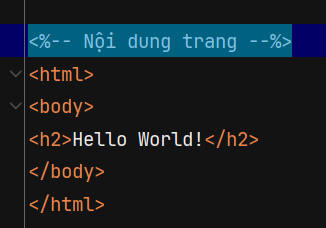 <%-- Nội dung trang --%>
<html>
<body>
<h2>Hello World!</h2>
</body>
</html>